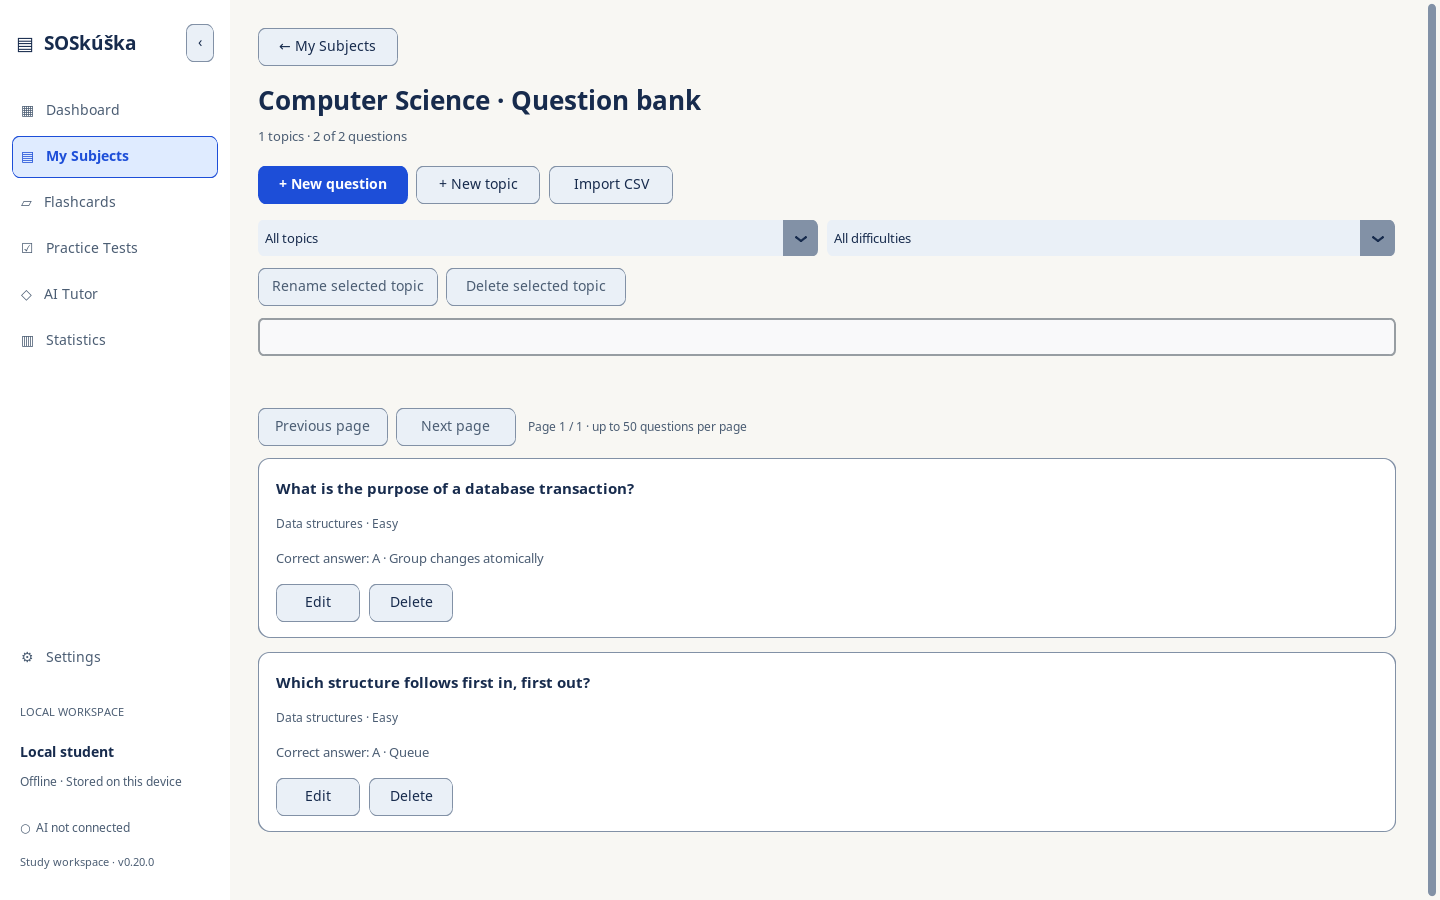 SOSkúška
‹
Dashboard
My Subjects
Flashcards
Practice Tests
AI Tutor
Statistics
Settings
LOCAL WORKSPACE
Local student
Offline · Stored on this device
AI not connected
Study workspace · v0.20.0
← My Subjects
Computer Science · Question bank
1 topics · 2 of 2 questions
+ New question
+ New topic
Import CSV
All topics
All difficulties
Rename selected topic
Delete selected topic
Previous page
Next page
Page 1 / 1 · up to 50 questions per page
What is the purpose of a database transaction?
Data structures · Easy
Correct answer: A · Group changes atomically
Edit
Delete
Which structure follows first in, first out?
Data structures · Easy
Correct answer: A · Queue
Edit
Delete